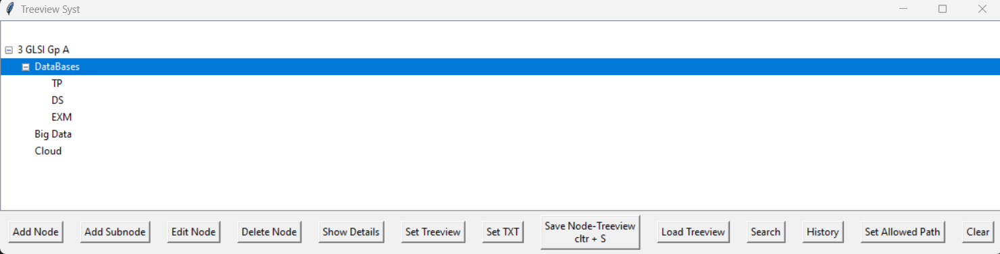 Treeview Syst
3 GLSI Gp A
DataBases
TP
DS
EXM
Big Data
Cloud
Add Node
Add Subnode
Edit Node
Delete Node
Show Details
Set Treeview
Set TXT
Save Node-Treeview
cltr + S
Load Treeview
Search
History
Set Allowed Path
Clear